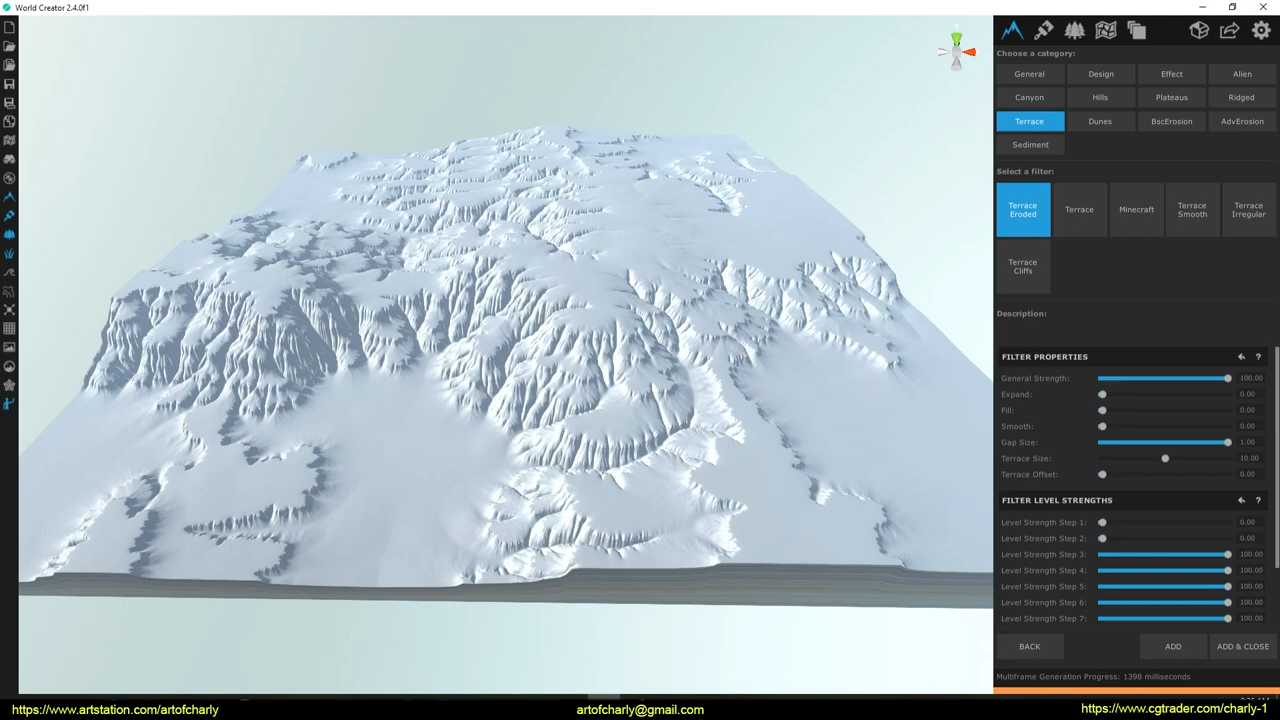 World Creator 2.4.0f1
Choose a category:
General Design Effect Alien
Canyon Hills Plateaus Ridged
Terrace Dunes BscErosion AdvErosion
Sediment
Select a filter:
Terrace Eroded
Terrace
Minecraft
Terrace Smooth
Terrace Irregular
Terrace Cliffs
Description:
FILTER PROPERTIES ?
General Strength: 100.00
Expand: 0.00
Fill: 0.00
Smooth: 0.00
Gap Size: 1.00
Terrace Size: 10.00
Terrace Offset: 0.00
FILTER LEVEL STRENGTHS ?
Level Strength Step 1: 0.00
Level Strength Step 2: 0.00
Level Strength Step 3: 100.00
Level Strength Step 4: 100.00
Level Strength Step 5: 100.00
Level Strength Step 6: 100.00
Level Strength Step 7: 100.00
BACK ADD ADD & CLOSE
Multiframe Generation Progress: 1398 milliseconds
https://www.artstation.com/artofcharly artofcharly@gmail.com https://www.cgtrader.com/charly-1